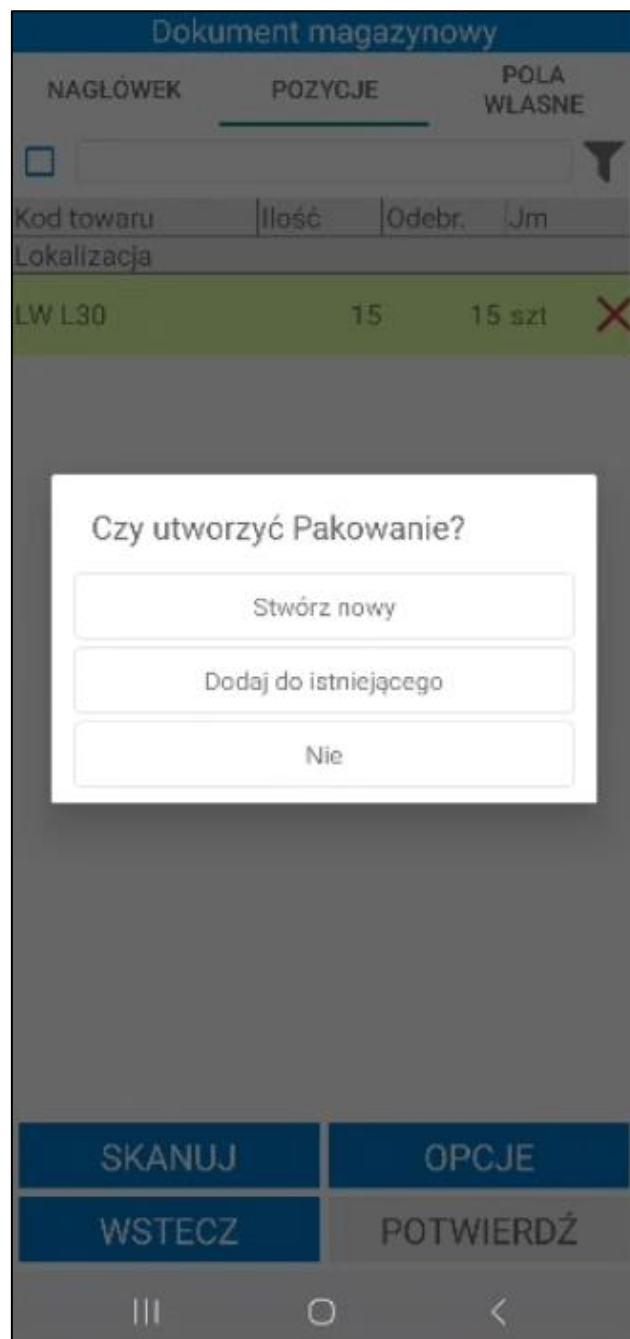 Dokument magazynowy
NAGŁÓWEK POZYCJE POLA WŁASNE
Kod towaru Ilość Odebr. Jm
Lokalizacja
LW L30 15 15 szt
Czy utworzyć Pakowanie?
Stwórz nowy
Dodaj do istniejącego
Nie
SKANUJ OPCJE
WSTECZ POTWIERDŹ